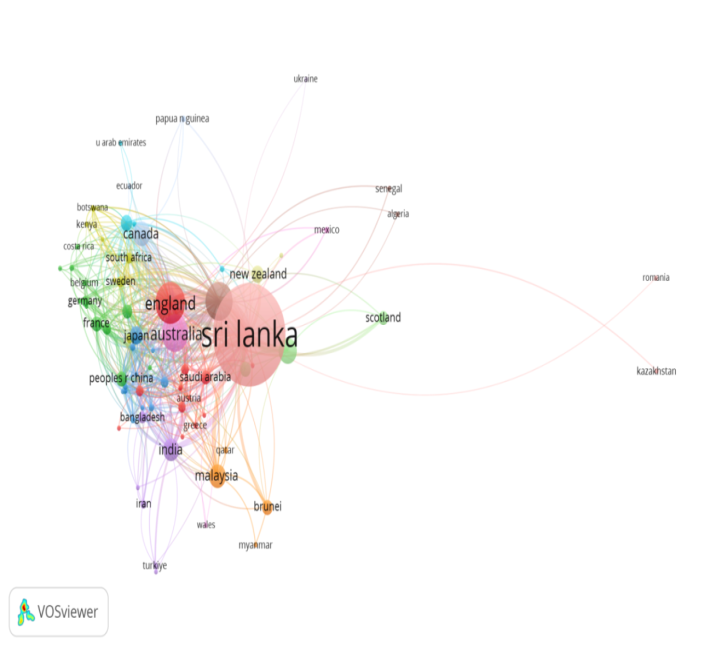 ukraine
papua n guinea
u arab emirates
ecuador
senegal
botswana
algeria
kenya
mexico
canada
costa rica
south africa
new zealand
romania
belgium
sweden
germany
england
scotland
france
japan
australia
sri lanka
kazakhstan
peoples r china
saudi arabia
austria
bangladesh
greece
india
qatar
malaysia
iran
brunei
wales
myanmar
turkiye
VOSviewer